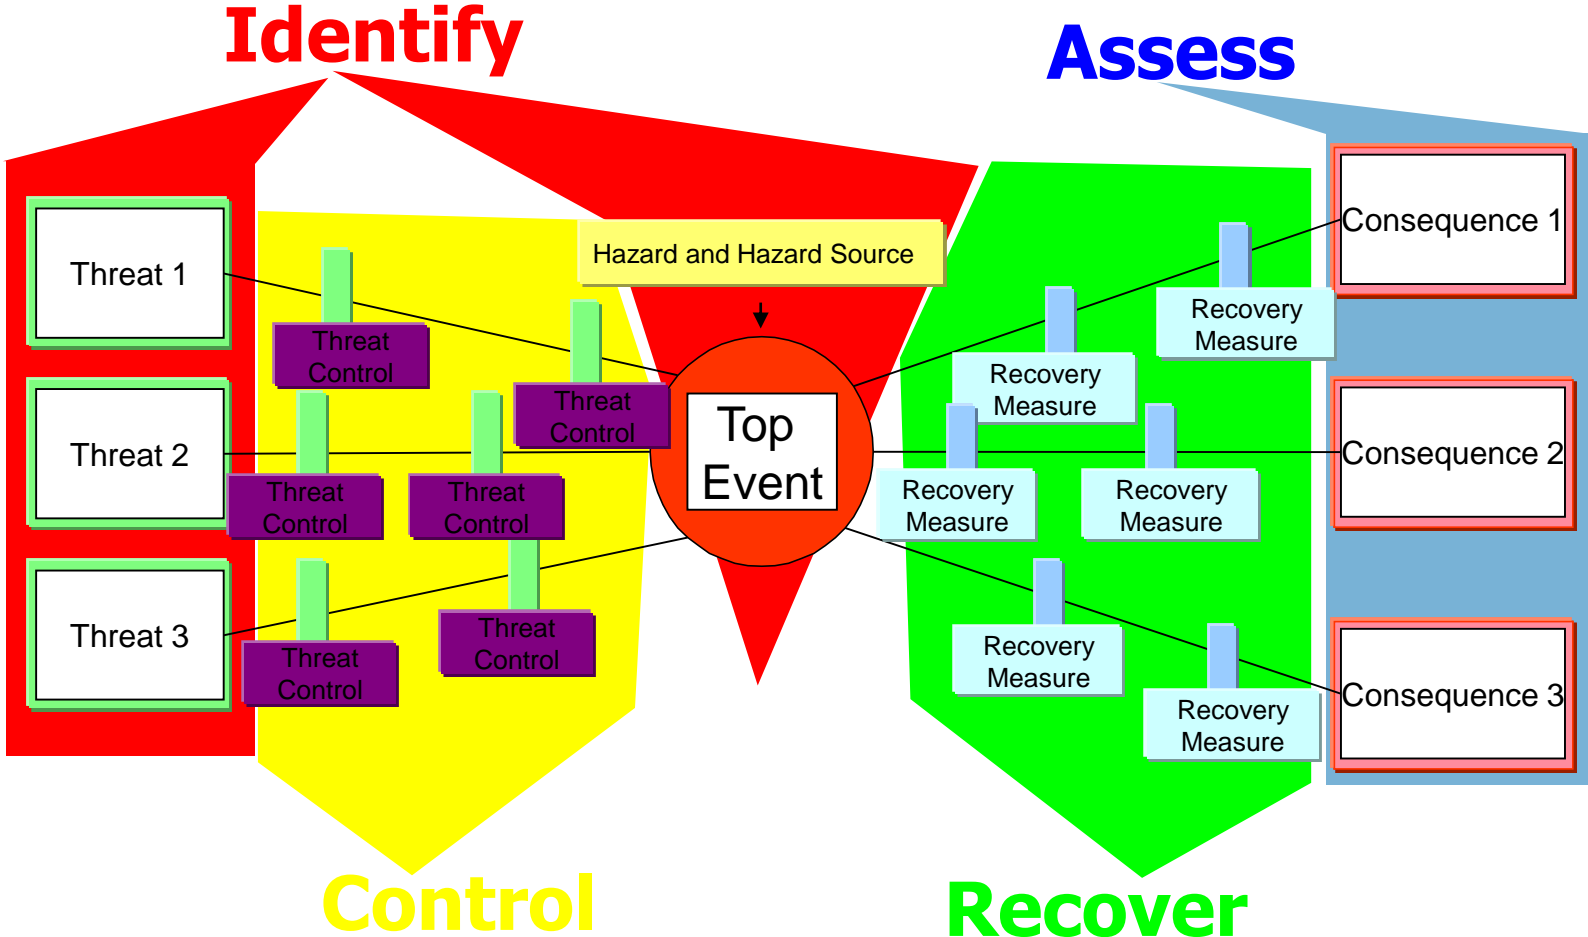 Identify
Assess
Threat 1
Threat 2
Threat 3
Threat
Control
Threat
Control
Threat
Control
Threat
Control
Threat
Control
Threat
Control
Hazard and Hazard Source
Top
Event
Recovery
Measure
Recovery
Measure
Recovery
Measure
Recovery
Measure
Recovery
Measure
Recovery
Measure
Consequence 1
Consequence 2
Consequence 3
Control
Recover